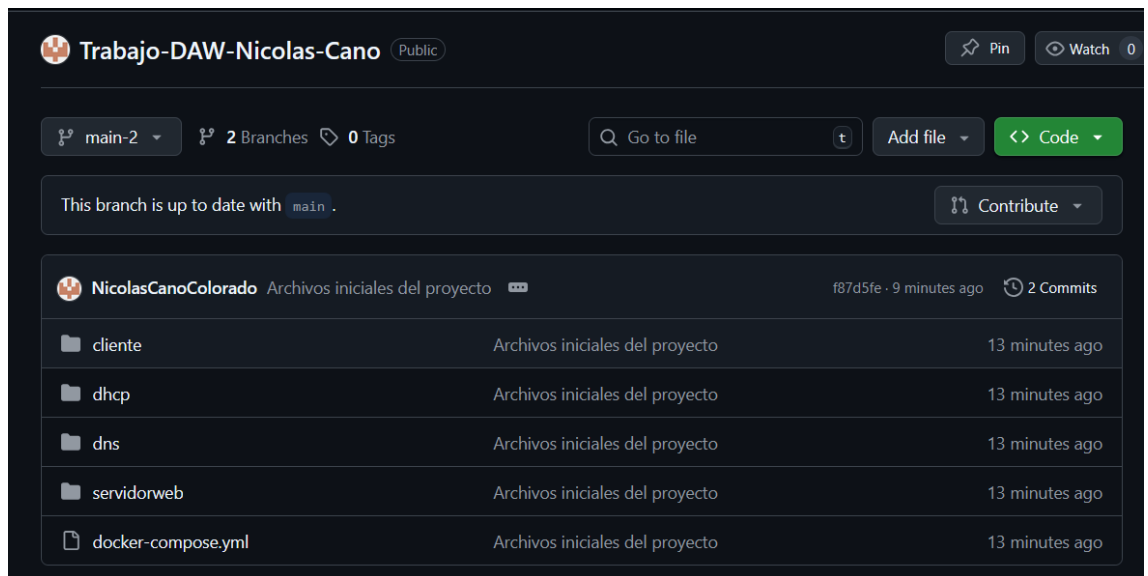 Trabajo-DAW-Nicolas-Cano Public Pin Watch 0
main-2 2 Branches 0 Tags Go to file t Add file Code
This branch is up to date with main . Contribute
NicolasCanoColorado Archivos iniciales del proyecto f87d5fe · 9 minutes ago 2 Commits
cliente Archivos iniciales del proyecto 13 minutes ago
dhcp Archivos iniciales del proyecto 13 minutes ago
dns Archivos iniciales del proyecto 13 minutes ago
servidorweb Archivos iniciales del proyecto 13 minutes ago
docker-compose.yml Archivos iniciales del proyecto 13 minutes ago